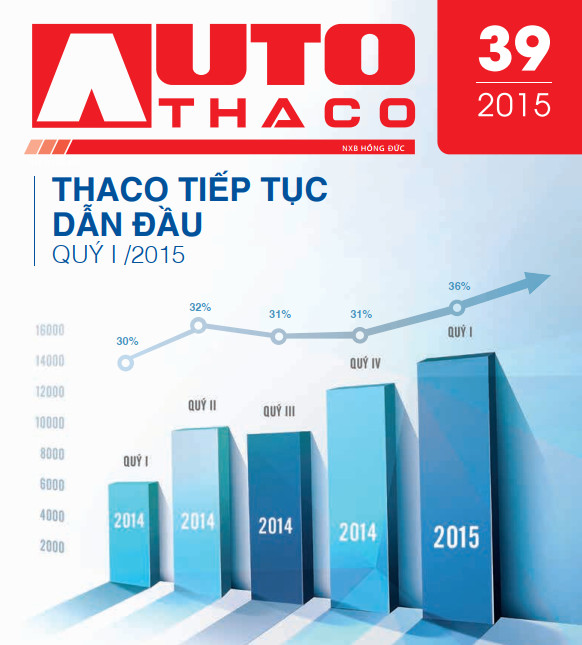 AUTO
THACO
NXB HỒNG ĐỨC
39
2015
THACO TIẾP TỤC
DẪN ĐẦU
QUÝ I /2015
30%
32%
31%
31%
36%
16000
14000
12000
10000
8000
6000
4000
2000
QUÝ I
2014
QUÝ II
2014
QUÝ III
2014
QUÝ IV
2014
QUÝ I
2015